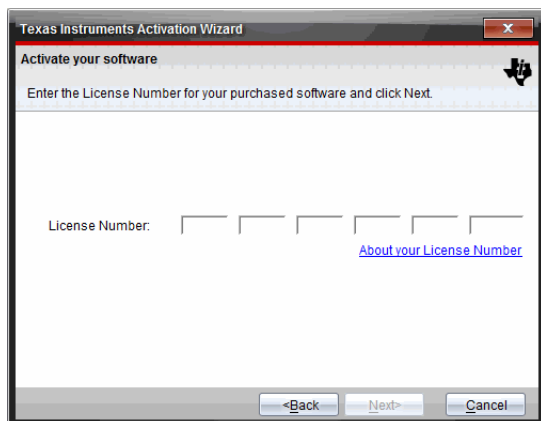 Texas Instruments Activation Wizard
Activate your software
Enter the License Number for your purchased software and click Next.
License Number:
About your License Number
<Back Next> Cancel